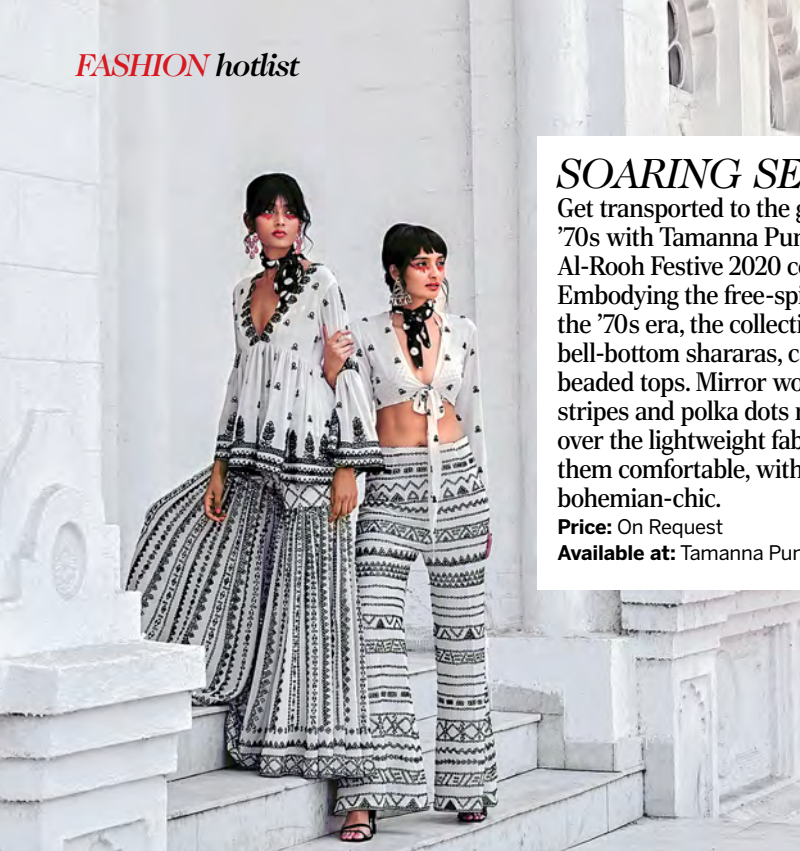 FASHION hotlist
SOARING SE
Get transported to the g
’70s with Tamanna Pun
Al-Rooh Festive 2020 co
Embodying the free-spi
the ’70s era, the collecti
bell-bottom shararas, c
beaded tops. Mirror wo
stripes and polka dots
over the lightweight fab
them comfortable, with
bohemian-chic.
Price: On Request
Available at: Tamanna Pun